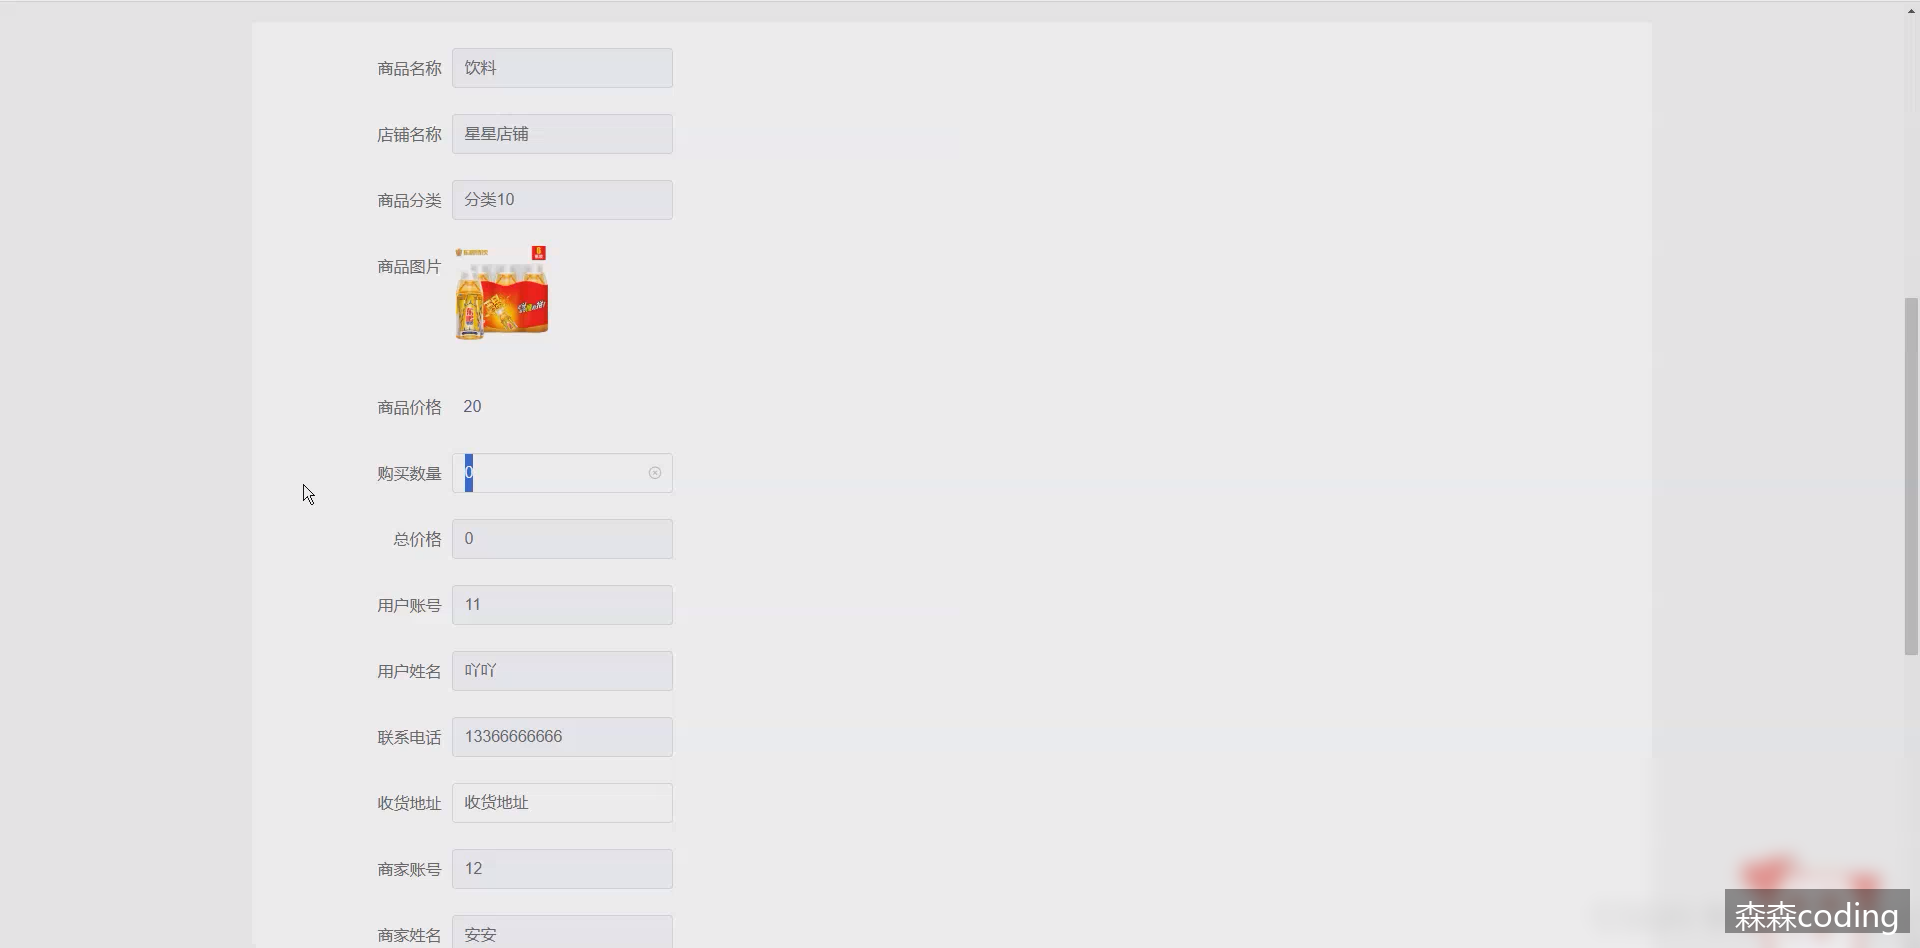 商品名称 饮料
店铺名称 星星店铺
商品分类 分类10
商品图片
商品价格 20
购买数量 0
总价格 0
用户账号 11
用户姓名 吖吖
联系电话 13366666666
收货地址 收货地址
商家账号 12
商家姓名 安安
森森coding